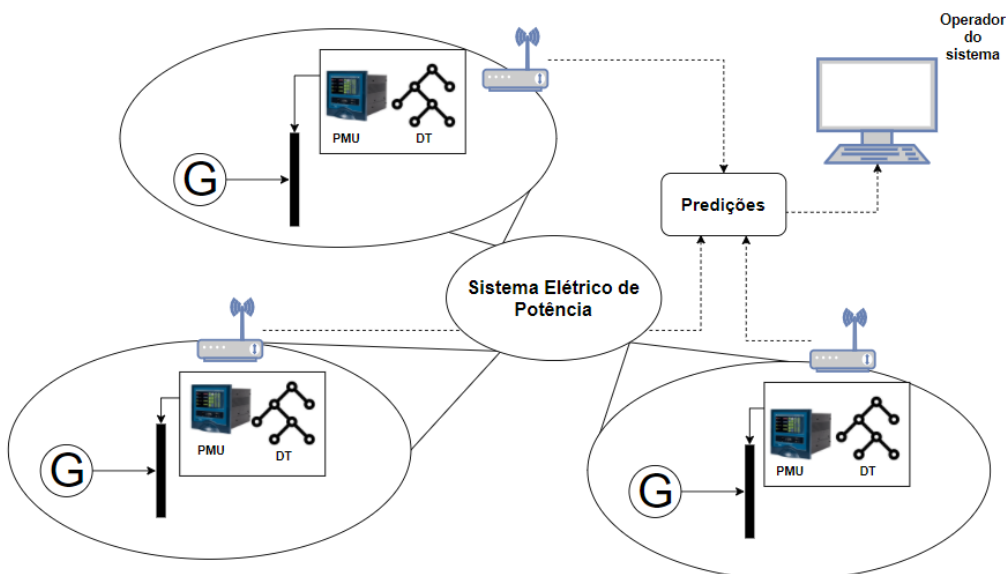 Operador
do
sistema
PMU
DT
G
Predições
Sistema Elétrico de
Potência
PMU
DT
G
PMU
DT
G